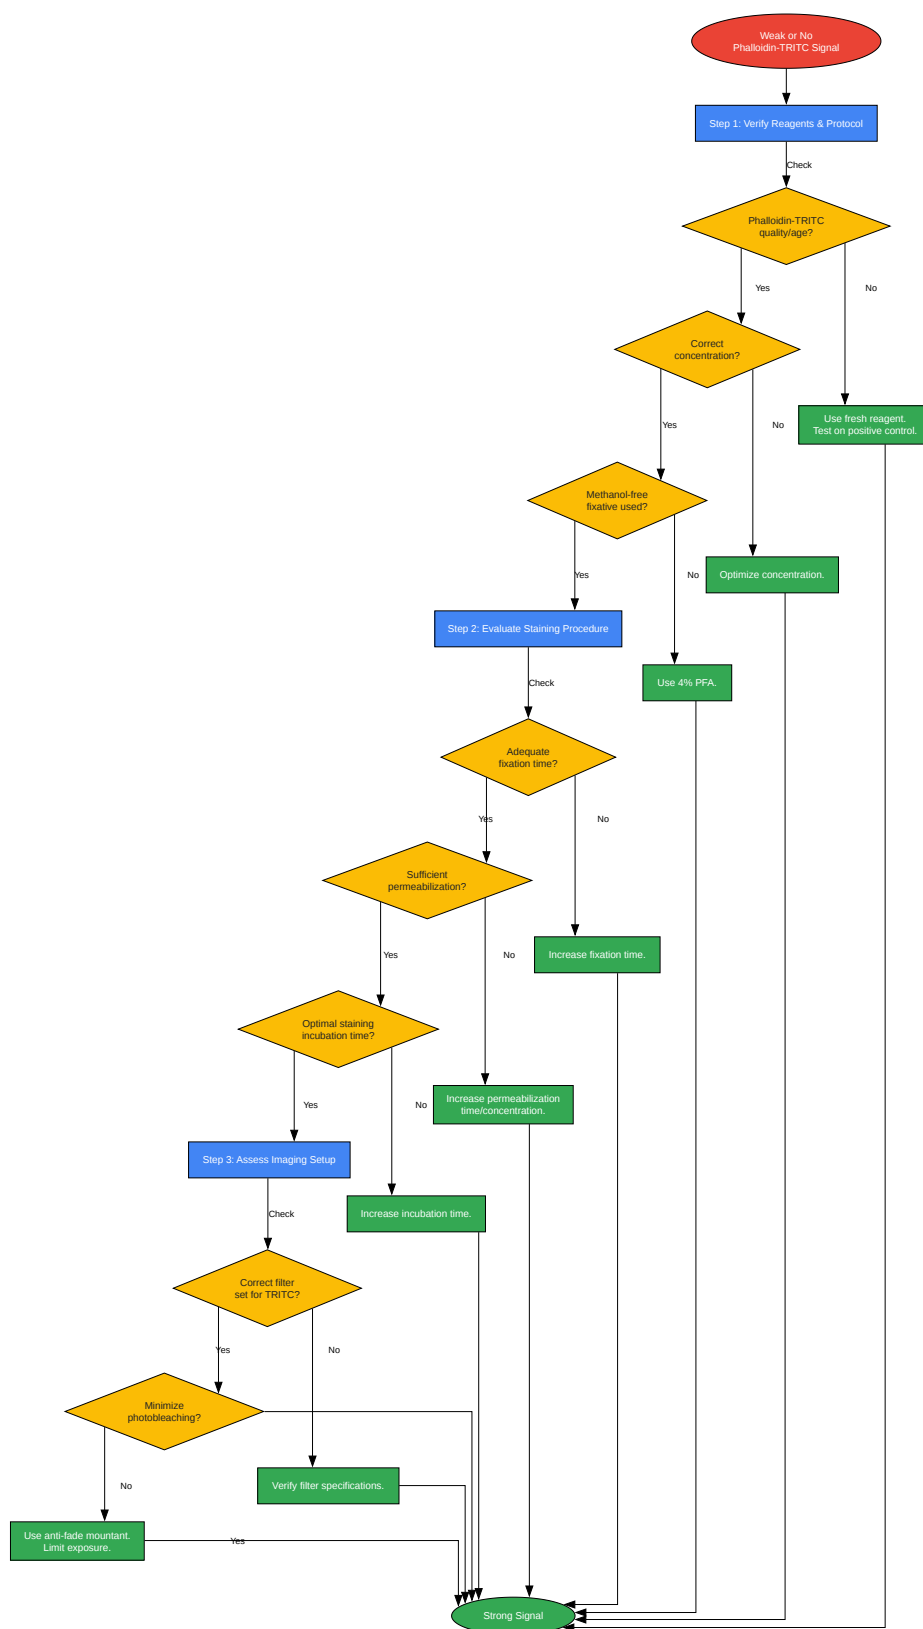 Weak or No
Phalloidin-TRITC Signal
Step 1: Verify Reagents & Protocol
Check
Phalloidin-TRITC
quality/age?
Yes
No
Correct
concentration?
Yes
No
Use fresh reagent.
Test on positive control.
Methanol-free
fixative used?
Yes
No
Optimize concentration.
Step 2: Evaluate Staining Procedure
Check
Use 4% PFA.
Adequate
fixation time?
Yes
No
Sufficient
permeabilization?
Yes
No
Increase fixation time.
Optimal staining
incubation time?
Yes
No
Increase permeabilization
time/concentration.
Step 3: Assess Imaging Setup
Check
Increase incubation time.
Correct filter
set for TRITC?
Yes
No
Minimize
photobleaching?
No
Verify filter specifications.
Use anti-fade mountant.
Limit exposure.
Yes
Strong Signal